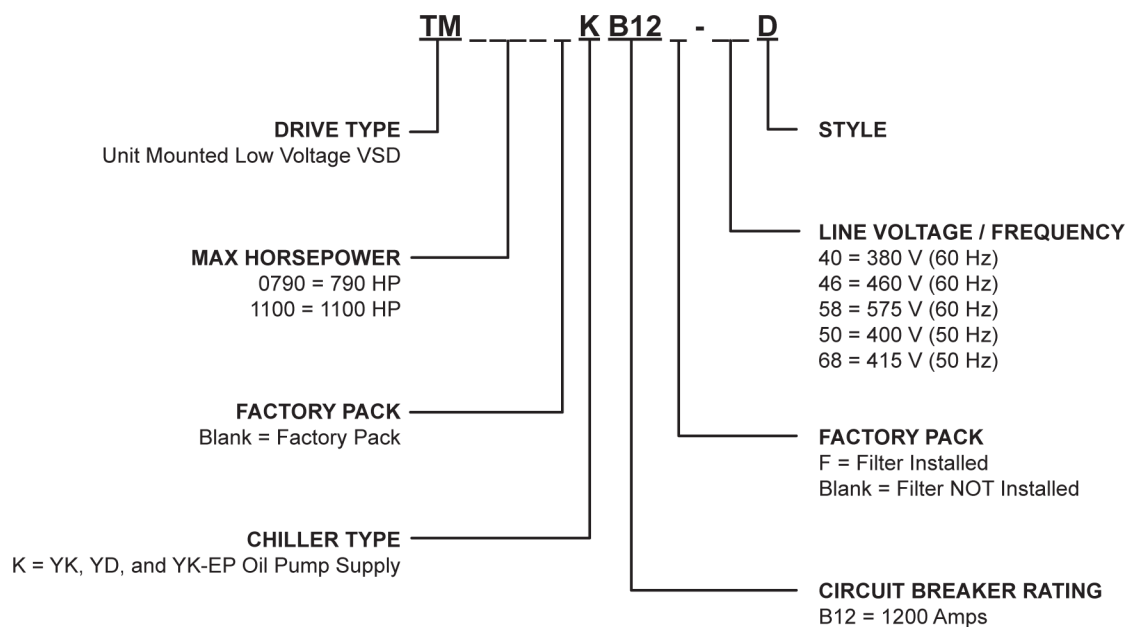 TM _ _ _ _ _ K B12 _ - _ _ D
DRIVE TYPE
Unit Mounted Low Voltage VSD
MAX HORSEPOWER
0790 = 790 HP
1100 = 1100 HP
FACTORY PACK
Blank = Factory Pack
CHILLER TYPE
K = YK, YD, and YK-EP Oil Pump Supply
STYLE
LINE VOLTAGE / FREQUENCY
40 = 380 V (60 Hz)
46 = 460 V (60 Hz)
58 = 575 V (60 Hz)
50 = 400 V (50 Hz)
68 = 415 V (50 Hz)
FACTORY PACK
F = Filter Installed
Blank = Filter NOT Installed
CIRCUIT BREAKER RATING
B12 = 1200 Amps